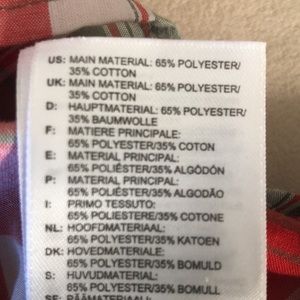 US: MAIN MATERIAL: 65% POLYESTER/
35% COTTON
UK: MAIN MATERIAL: 65% POLYESTER/
35% COTTON
D: HAUPTMATERIAL: 65% POLYESTER/
35% BAUMWOLLE
F: MATIERE PRINCIPALE:
65% POLYESTER/35% COTON
E: MATERIAL PRINCIPAL:
65% POLIÉSTER/35% ALGODÓN
P: MATERIAL PRINCIPAL:
65% POLIÉSTER/35% ALGODÃO
I: PRIMO TESSUTO:
65% POLIESTERE/35% COTONE
NL: HOOFDMATERIAAL:
65% POLYESTER/35% KATOEN
DK: HOVEDMATERIALE:
65% POLYESTER/35% BOMULD
S: HUVUDMATERIAL:
65% POLYESTER/35% BOMULL